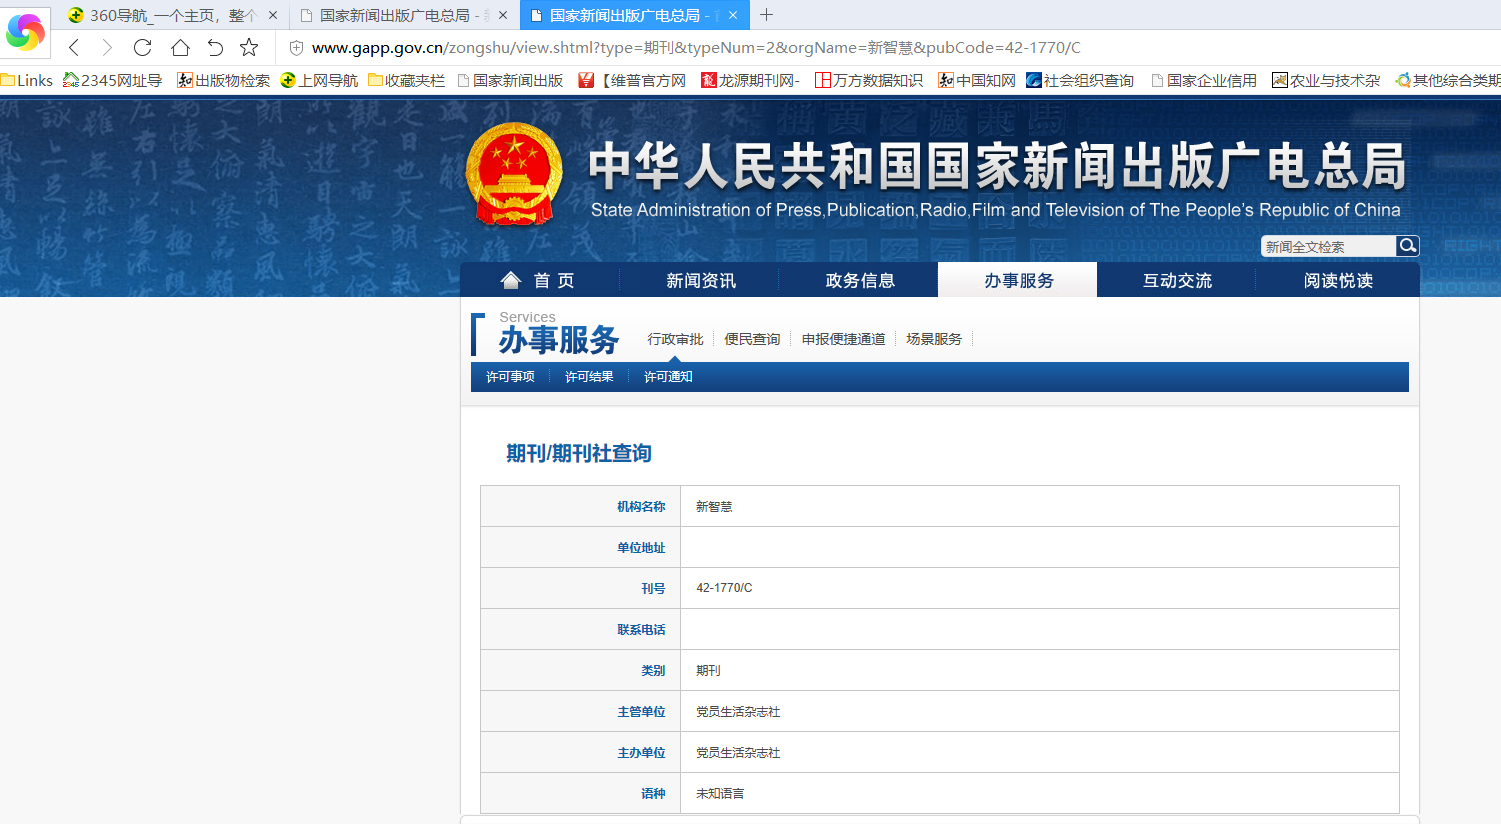 360导航_一个主页，整个
国家新闻出版广电总局 -
国家新闻出版广电总局 -
www.gapp.gov.cn/zongshu/view.shtml?type=期刊&typeNum=2&orgName=新智慧&pubCode=42-1770/C
Links 2345网址导 出版物检索 上网导航 收藏夹栏 国家新闻出版 【维普官方网 龙源期刊网- 万方数据知识 中国知网 社会组织查询 国家企业信用 农业与技术杂 其他综合类期
中华人民共和国国家新闻出版广电总局
State Administration of Press,Publication,Radio,Film and Television of The People's Republic of China
新闻全文检索
首 页 新闻资讯 政务信息 办事服务 互动交流 阅读悦读
Services
办事服务 行政审批 便民查询 申报便捷通道 场景服务
许可事项 许可结果 许可通知
期刊/期刊社查询
机构名称 新智慧
单位地址
刊号 42-1770/C
联系电话
类别 期刊
主管单位 党员生活杂志社
主办单位 党员生活杂志社
语种 未知语言